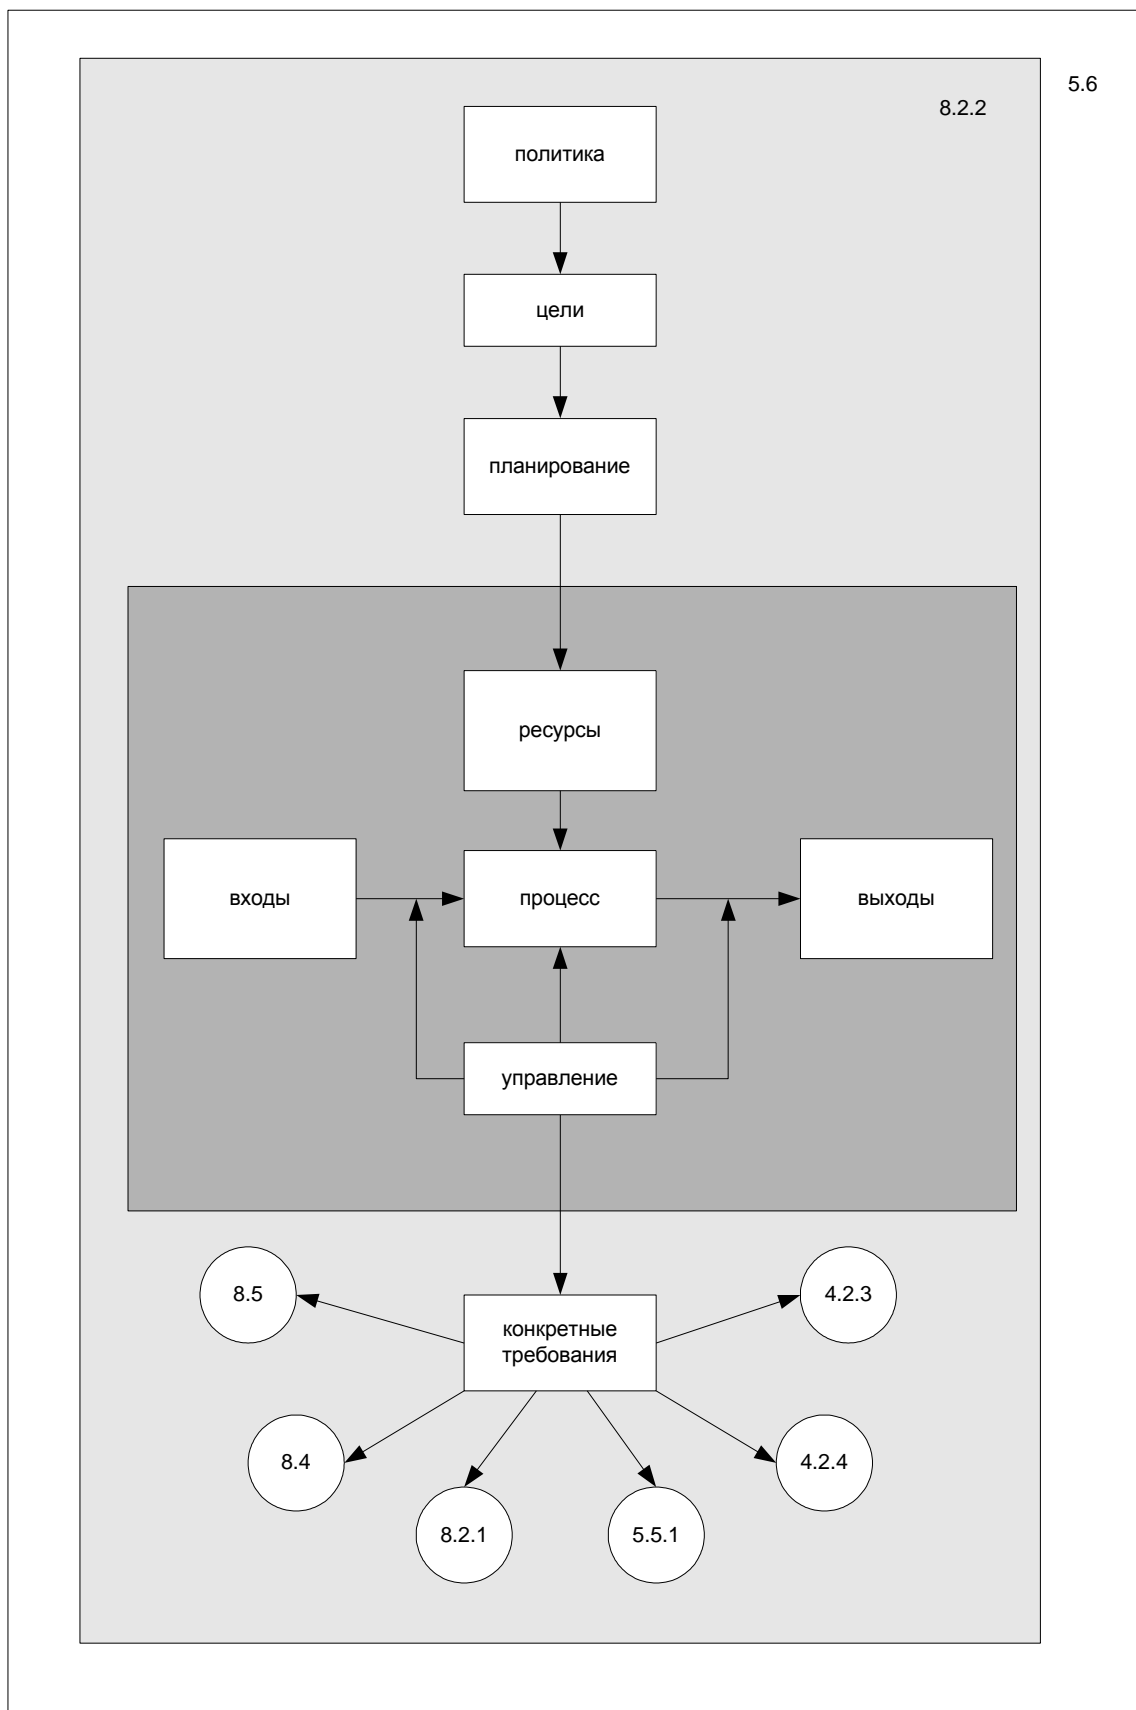 5.6
8.2.2
политика
цели
планирование
ресурсы
входы
процесс
выходы
управление
8.5
конкретные
требования
4.2.3
8.4
4.2.4
8.2.1
5.5.1